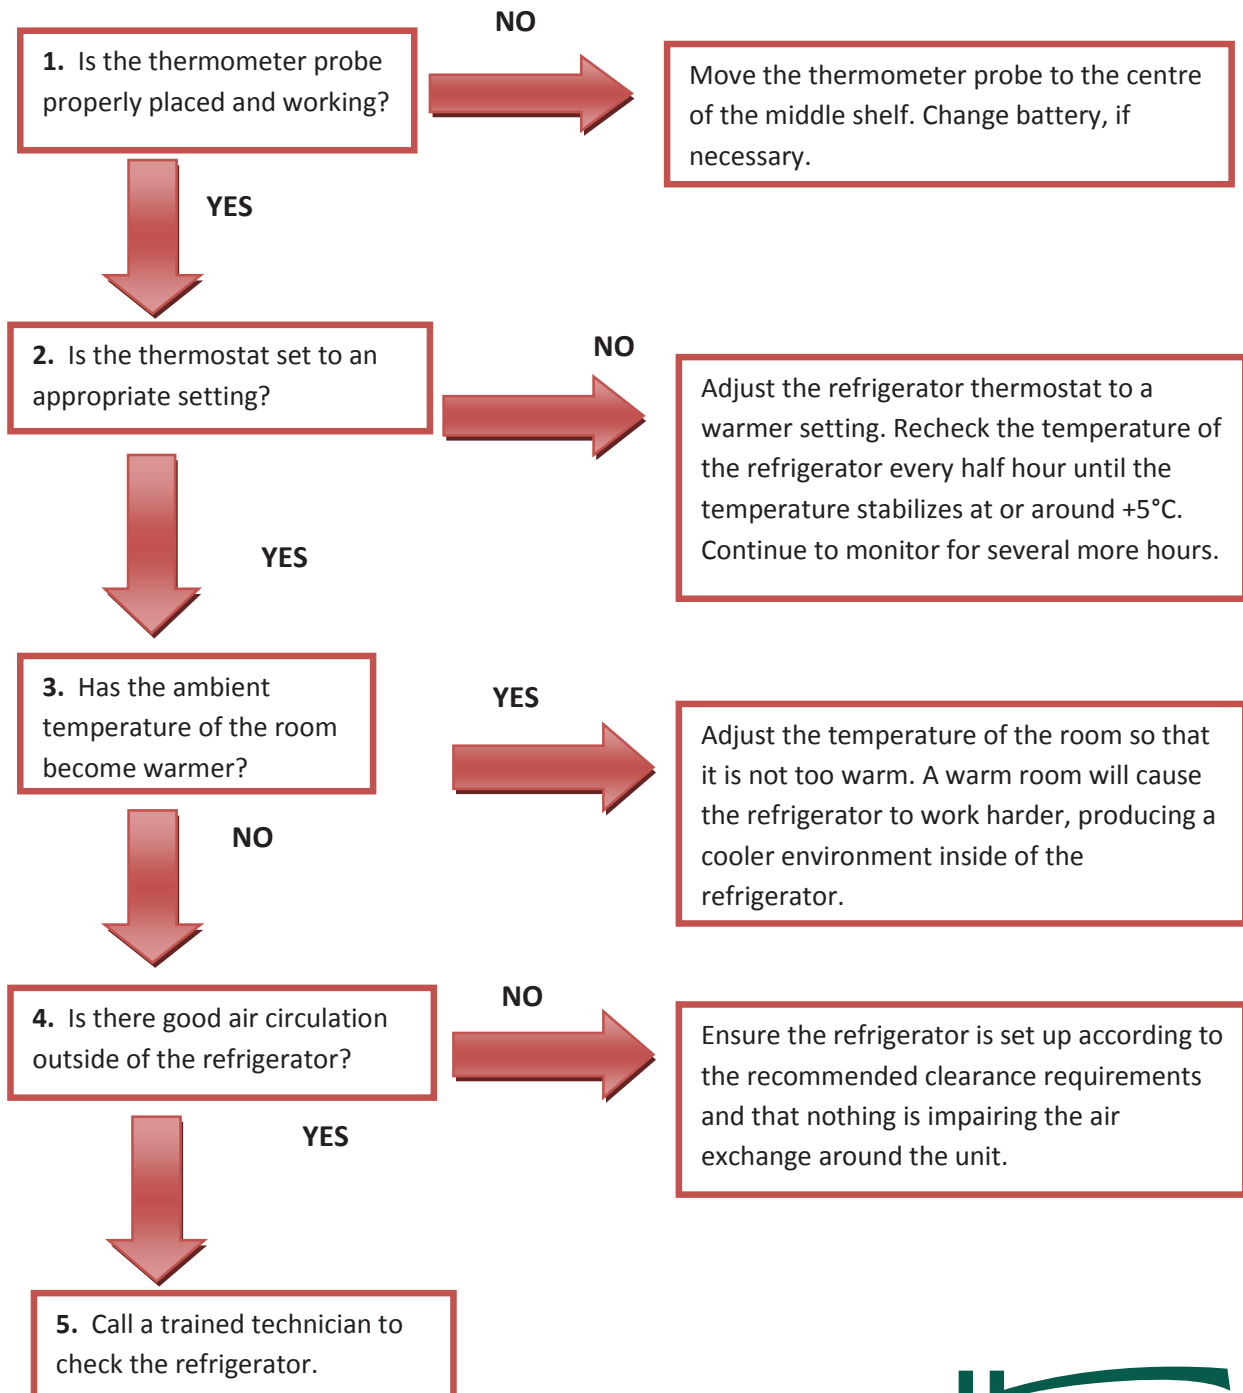 NO
1. Is the thermometer probe
properly placed and working?
Move the thermometer probe to the centre
of the middle shelf. Change battery, if
necessary.
YES
2. Is the thermostat set to an
appropriate setting?
NO
Adjust the refrigerator thermostat to a
warmer setting. Recheck the temperature of
the refrigerator every half hour until the
temperature stabilizes at or around +5°C.
Continue to monitor for several more hours.
YES
3. Has the ambient
temperature of the room
become warmer?
YES
Adjust the temperature of the room so that
it is not too warm. A warm room will cause
the refrigerator to work harder, producing a
cooler environment inside of the
refrigerator.
NO
4. Is there good air circulation
outside of the refrigerator?
NO
Ensure the refrigerator is set up according to
the recommended clearance requirements
and that nothing is impairing the air
exchange around the unit.
YES
5. Call a trained technician to
check the refrigerator.